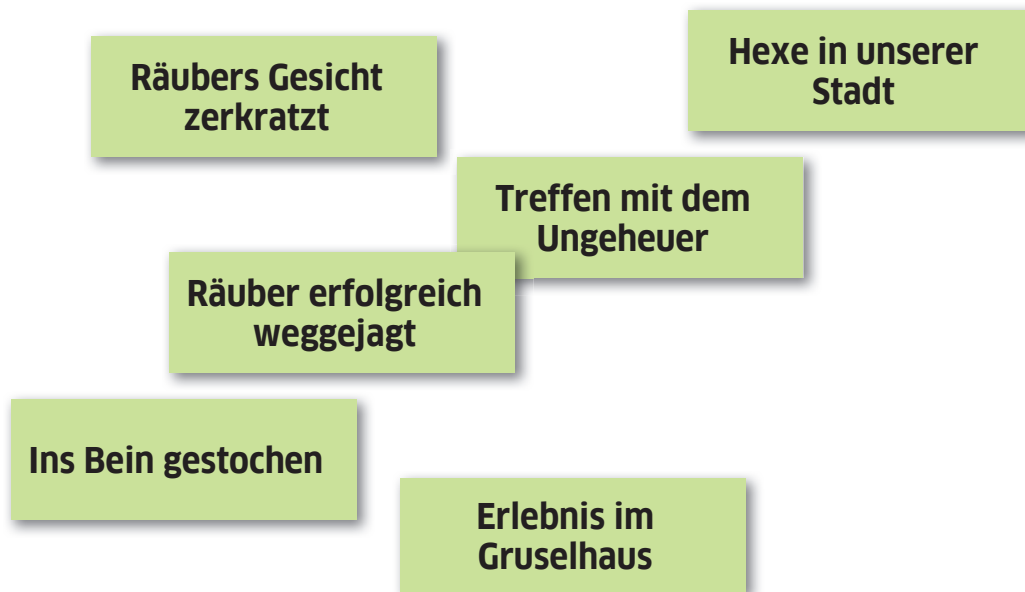 Räubers Gesicht
zerkratzt
Hexe in unserer
Stadt
Treffen mit dem
Ungeheuer
Räuber erfolgreich
weggejagt
Ins Bein gestochen
Erlebnis im
Gruselhaus